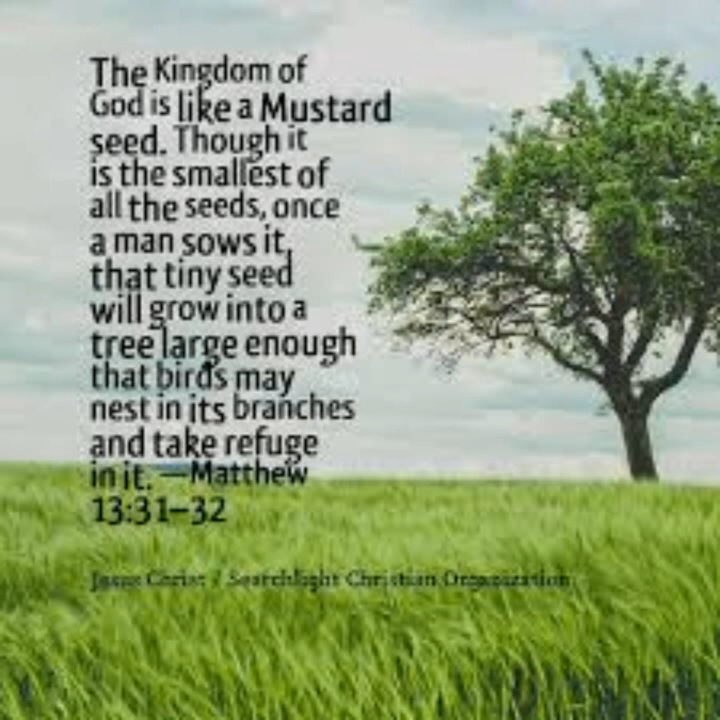 The Kingdom of
God is like a Mustard
seed. Though it
is the smallest of
all the seeds, once
a man sows it,
that tiny seed
will grow into a
tree large enough
that birds may
nest in its branches
and take refuge
in it. —Matthew
13:31–32
Jesus Christ / Searchlight Christian Organization